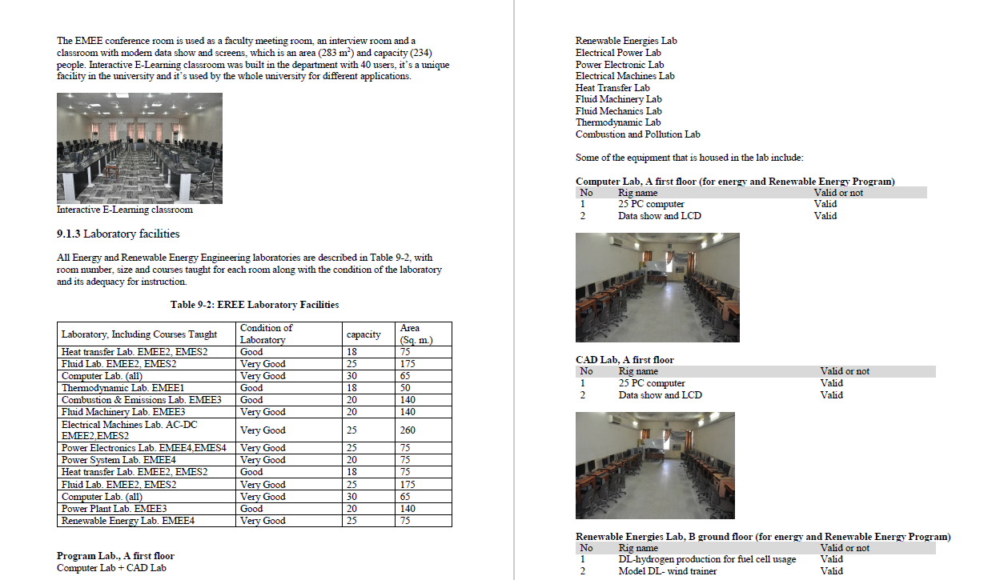 The EMEE conference room is used as a faculty meeting room, an interview room and a
classroom with modern data show and screens, which is an area (283 m²) and capacity (234)
people. Interactive E-Learning classroom was built in the department with 40 users, it's a unique
facility in the university and it's used by the whole university for different applications.
Interactive E-Learning classroom
9.1.3 Laboratory facilities
All Energy and Renewable Energy Engineering laboratories are described in Table 9-2, with
room number, size and courses taught for each room along with the condition of the laboratory
and its adequacy for instruction.
Table 9-2: EREE Laboratory Facilities
Laboratory, Including Courses Taught Condition of Laboratory capacity Area (Sq. m.)
Heat transfer Lab. EMEE2, EMES2 Good 18 75
Fluid Lab. EMEE2, EMES2 Very Good 25 175
Computer Lab. (all) Very Good 30 65
Thermodynamic Lab. EMEE1 Good 18 50
Combustion & Emissions Lab. EMEE3 Good 20 140
Fluid Machinery Lab. EMEE3 Very Good 20 140
Electrical Machines Lab. AC-DC
EMEE2,EMES2 Very Good 25 260
Power Electronics Lab. EMEE4,EMES4 Very Good 25 75
Power System Lab. EMEE4 Very Good 20 75
Heat transfer Lab. EMEE2, EMES2 Good 18 75
Fluid Lab. EMEE2, EMES2 Very Good 25 175
Computer Lab. (all) Very Good 30 65
Power Plant Lab. EMEE3 Good 20 140
Renewable Energy Lab. EMEE4 Very Good 25 75
Program Lab., A first floor
Computer Lab + CAD Lab
Renewable Energies Lab
Electrical Power Lab
Power Electronic Lab
Electrical Machines Lab
Heat Transfer Lab
Fluid Machinery Lab
Fluid Mechanics Lab
Thermodynamic Lab
Combustion and Pollution Lab
Some of the equipment that is housed in the lab include:
Computer Lab, A first floor (for energy and Renewable Energy Program)
No Rig name Valid or not
1 25 PC computer Valid
2 Data show and LCD Valid
CAD Lab, A first floor
No Rig name Valid or not
1 25 PC computer Valid
2 Data show and LCD Valid
Renewable Energies Lab, B ground floor (for energy and Renewable Energy Program)
No Rig name Valid or not
1 DL-hydrogen production for fuel cell usage Valid
2 Model DL- wind trainer Valid